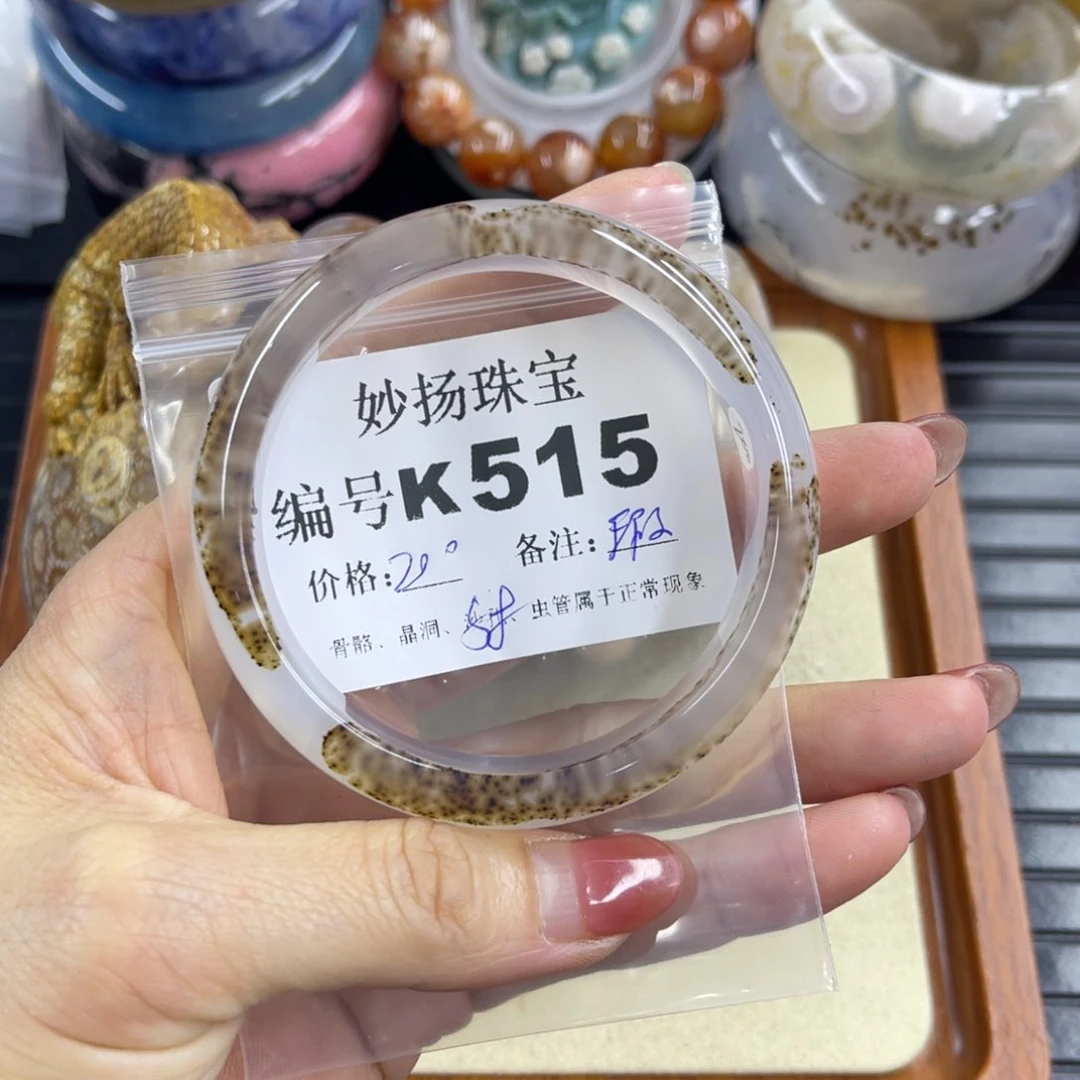 妙扬珠宝
编号K515
价格: 备注:
骨骼、晶洞、 虫管属于正常现象